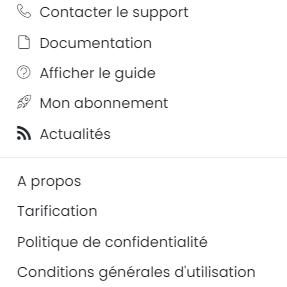 Contacter le support
Documentation
Afficher le guide
Mon abonnement
Actualités
A propos
Tarification
Politique de confidentialité
Conditions générales d'utilisation